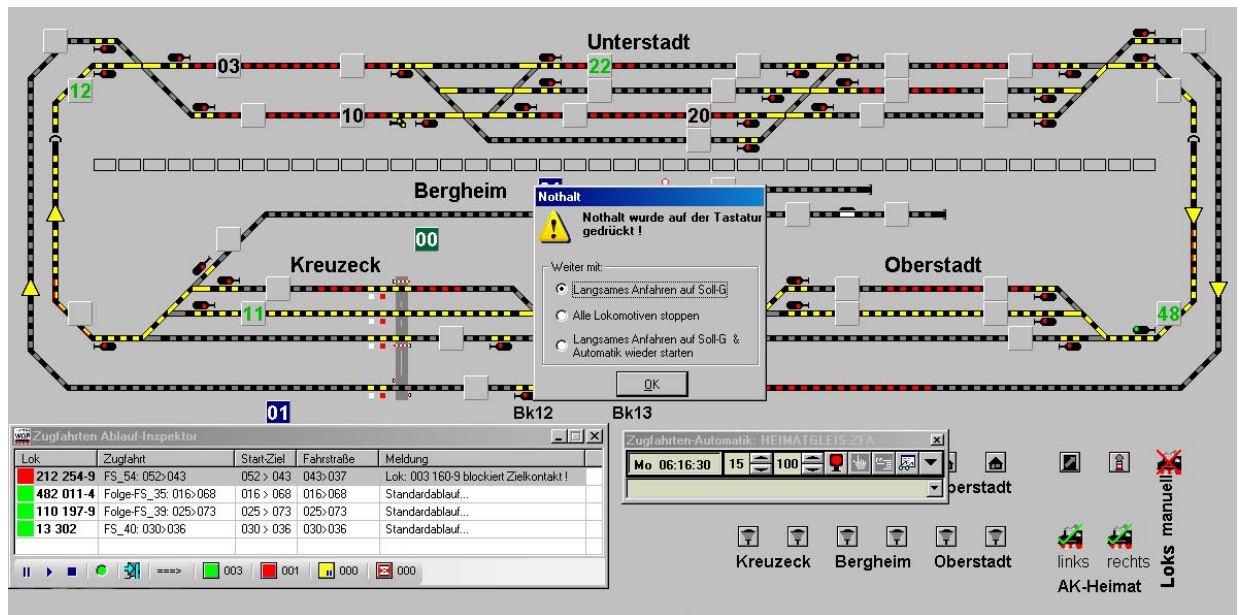 Unterstadt
03
22
12
10
20
Bergheim
Nothalt
Nothalt wurde auf der Tastatur
gedrückt !
00
Kreuzeck
Oberstadt
Weiter mit:
Langsames Anfahren auf Soll-G
Alle Lokomotiven stoppen
Langsames Anfahren auf Soll-G &
Automatik wieder starten
OK
11
48
01
Bk12
Bk13
Zugfahrten Ablauf-Inspektor
Lok Zugfahrt Start-Ziel Fahrstraße Meldung
212 254-9 FS_54: 052>043 052 > 043 043>037 Lok: 003 160-9 blockiert Zielkontakt !
482 011-4 Folge-FS_35: 016>068 016 > 068 016>068 Standardablauf...
110 197-9 Folge-FS_39: 025>073 025 > 073 025>073 Standardablauf...
13 302 FS_40: 030>036 030 > 036 030>036 Standardablauf...
===> 003 001 000 000
Zugfahrten-Automatik: HEIMATGLEIS.ZFA
Mo 06:16:30 15 100
berstadt
Kreuzeck Bergheim Oberstadt
links rechts
AK-Heimat
Loks manuell